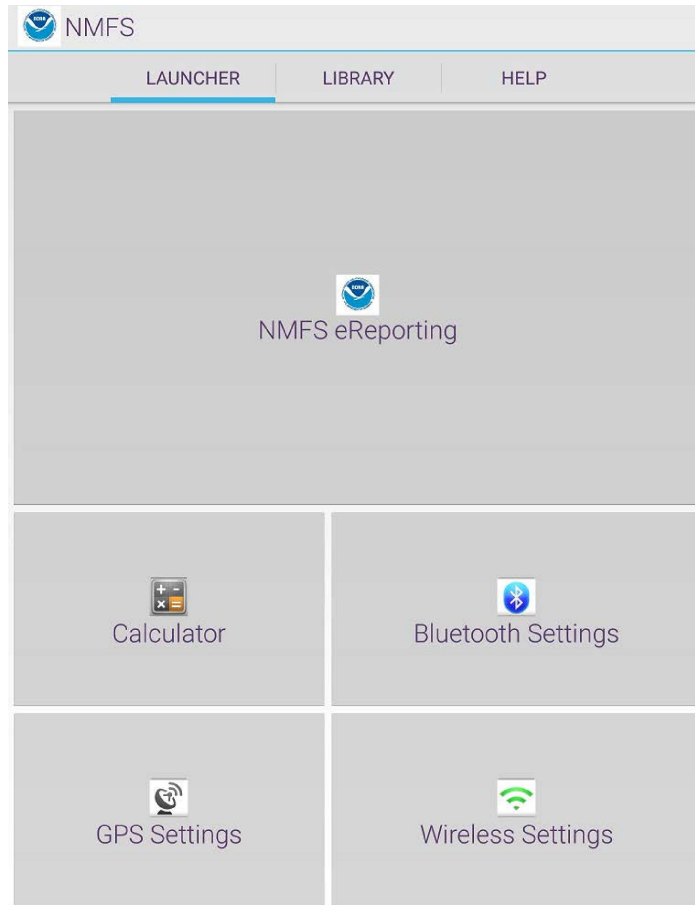 NMFS
LAUNCHER LIBRARY HELP
NMFS eReporting
Calculator Bluetooth Settings
GPS Settings Wireless Settings